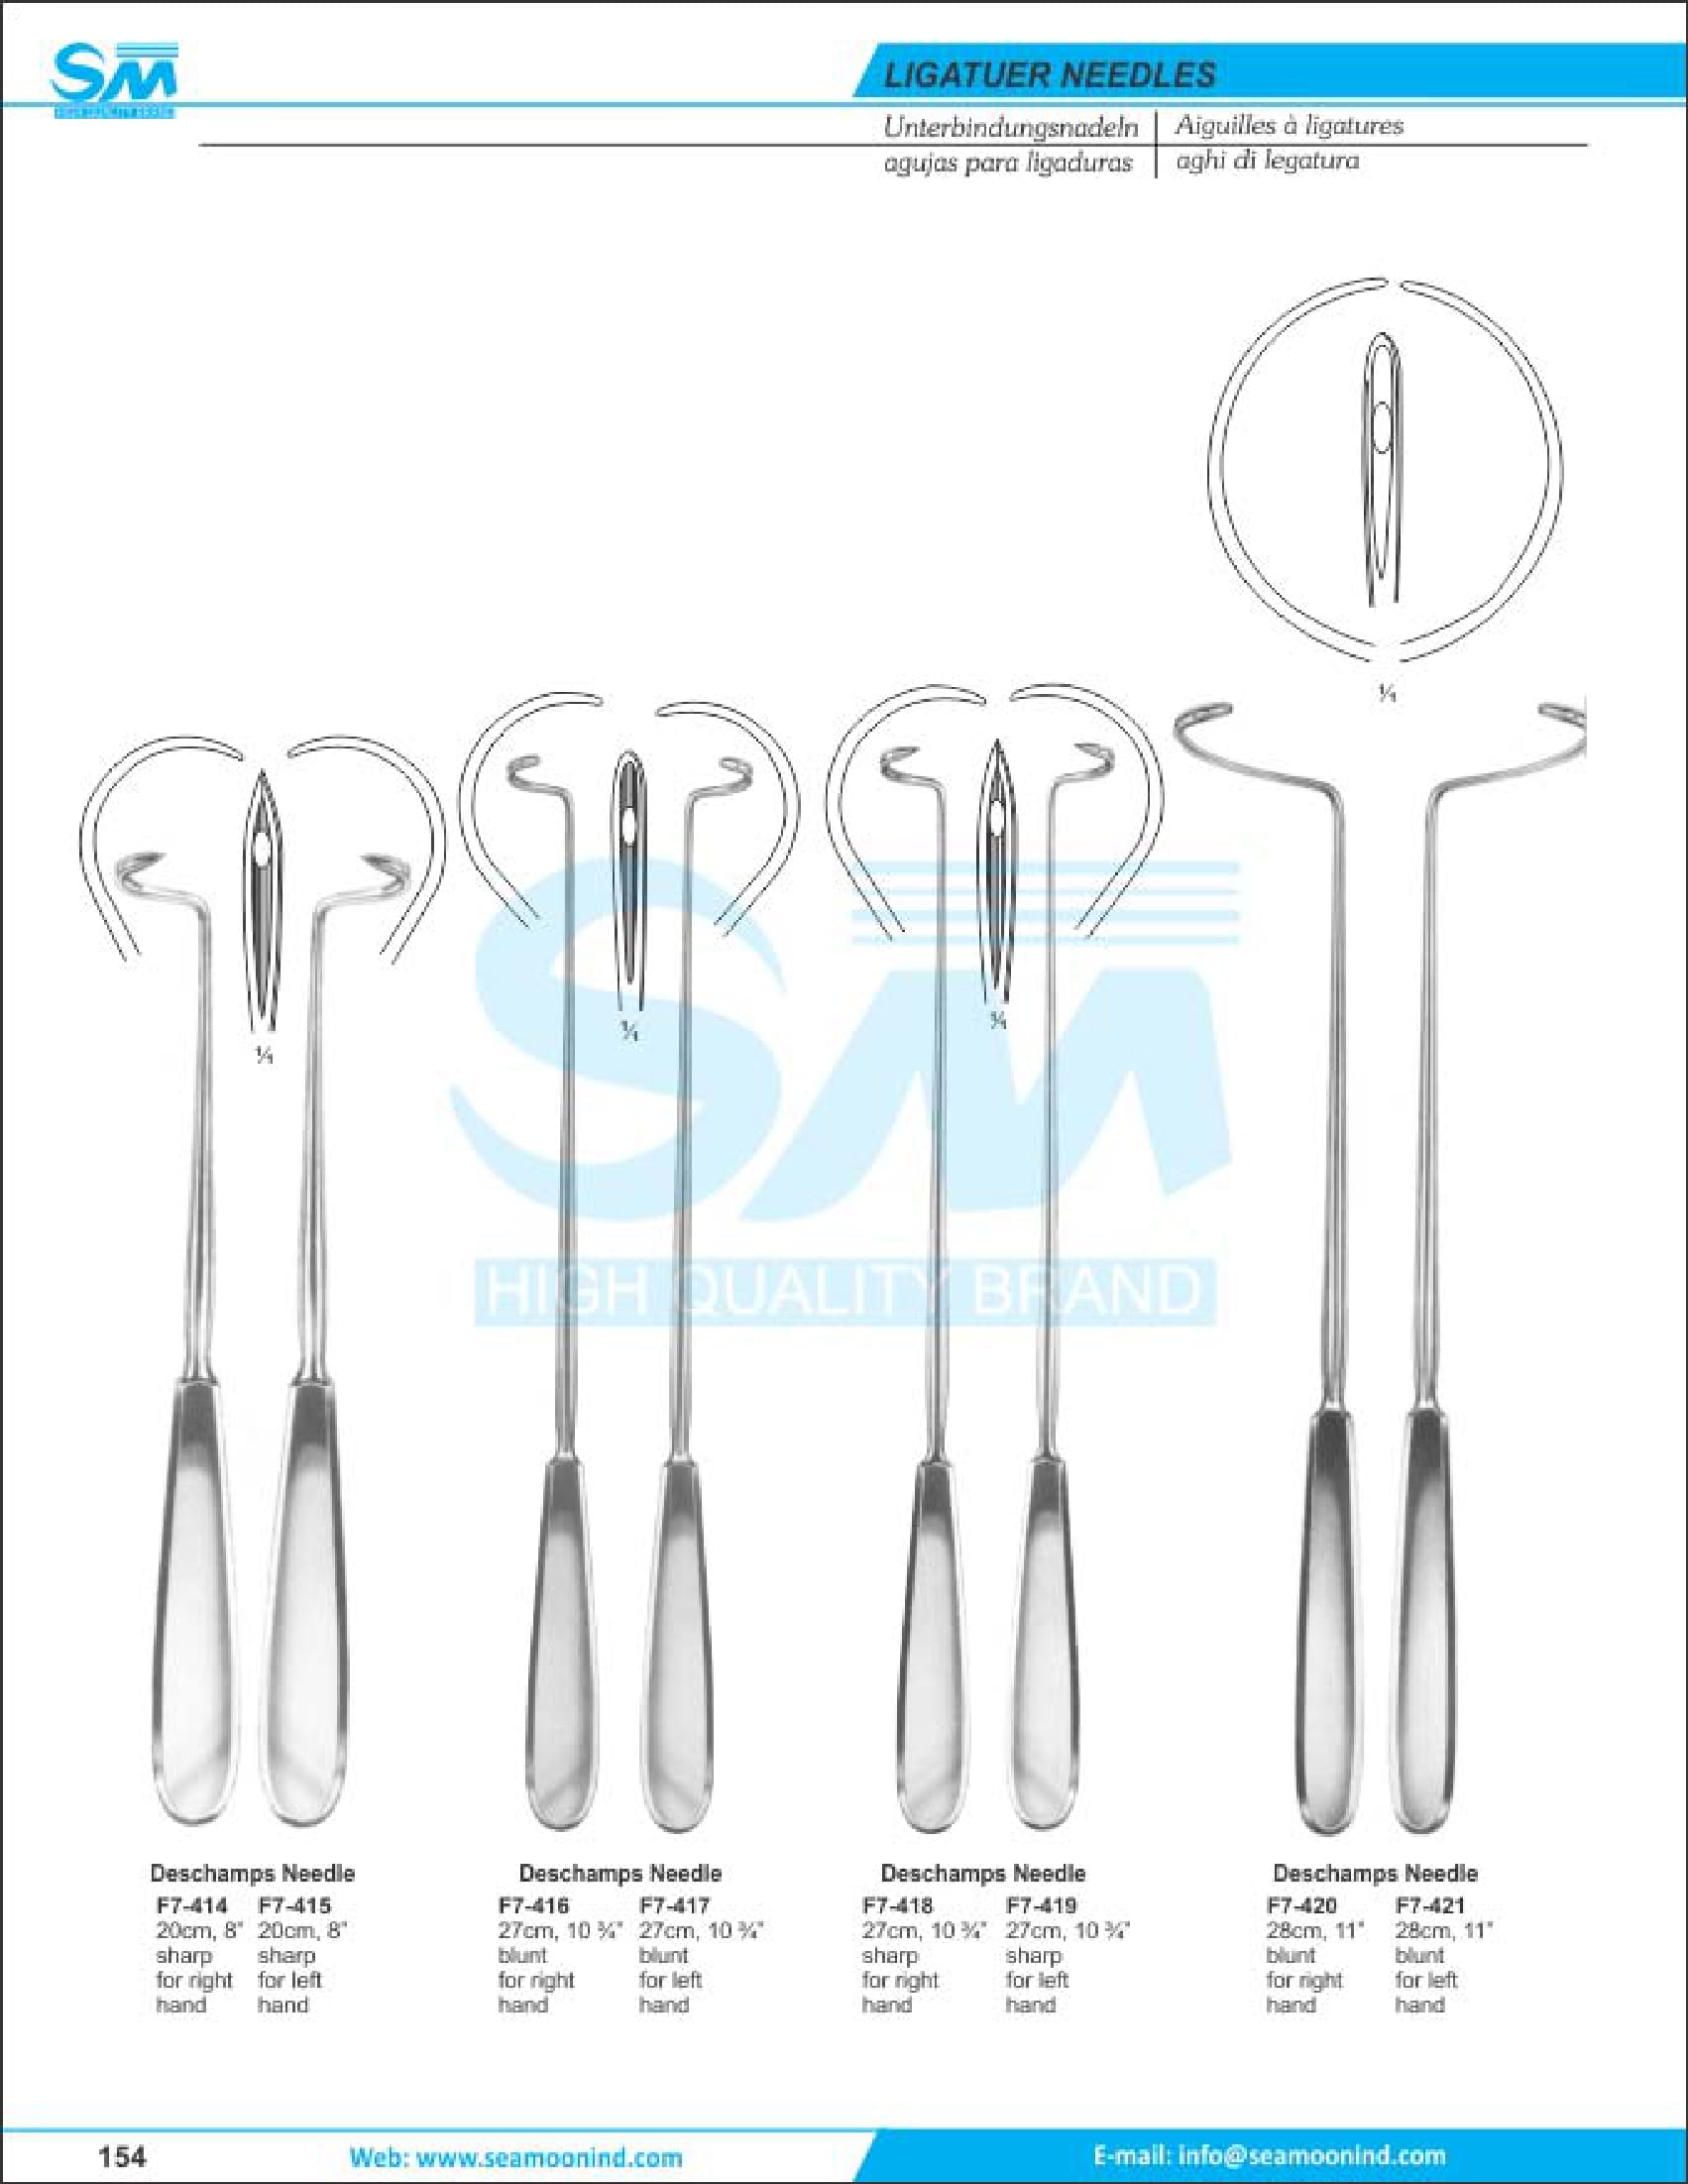 SM
LIGATUER NEEDLES
Unterbindungsnadeln
Aiguilles à ligatures
agujas para ligaduras
aghi di legatura
1/1
1/1
1/1
1/1
SM
HIGH QUALITY BRAND
Deschamps Needle
F7-414 F7-415
20cm, 8" 20cm, 8"
sharp sharp
for right for left
hand hand
Deschamps Needle
F7-416 F7-417
27cm, 10 ¾" 27cm, 10 ¾"
blunt blunt
for right for left
hand hand
Deschamps Needle
F7-418 F7-419
27cm, 10 ¾" 27cm, 10 ¾"
sharp sharp
for right for left
hand hand
Deschamps Needle
F7-420 F7-421
28cm, 11" 28cm, 11"
blunt blunt
for right for left
hand hand
154
Web: www.seamoonind.com
E-mail: info@seamoonind.com